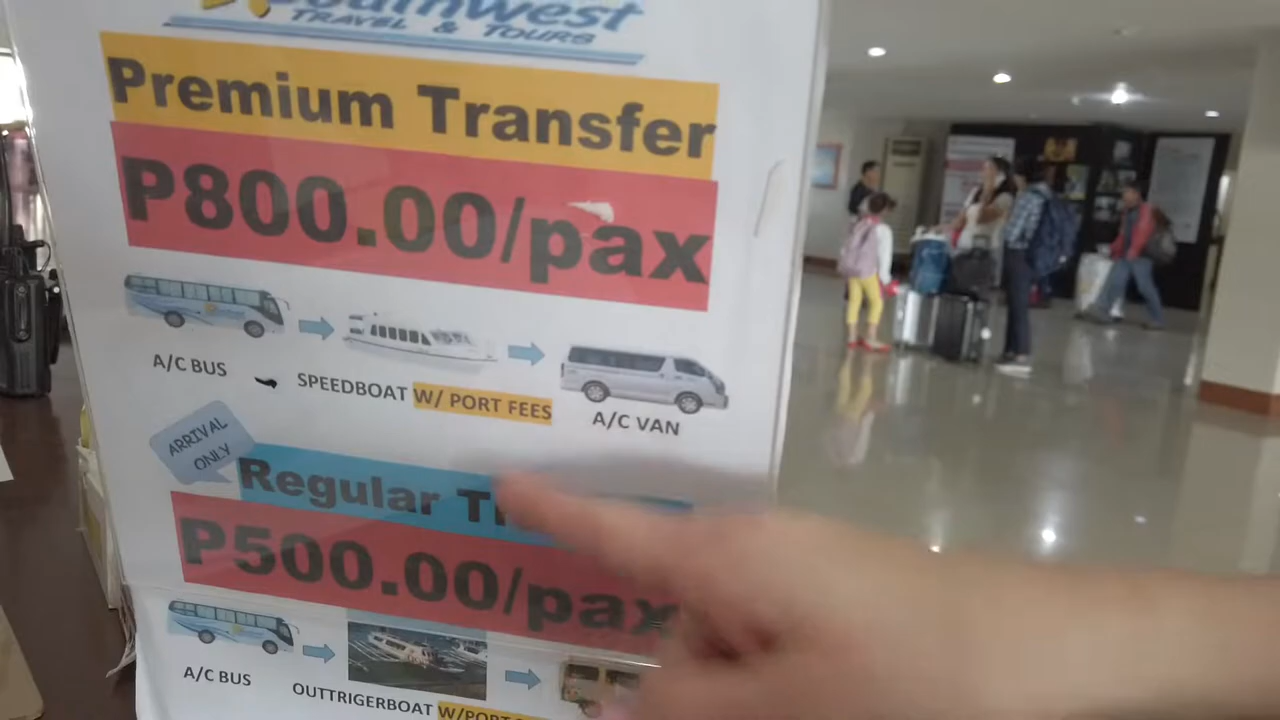 Southwest
TRAVEL & TOURS
Premium Transfer
P800.00/pax
A/C BUS
SPEEDBOAT W/ PORT FEES
A/C VAN
ARRIVAL
ONLY
Regular
P500.00/pax
A/C BUS
OUTTRIGERBOAT